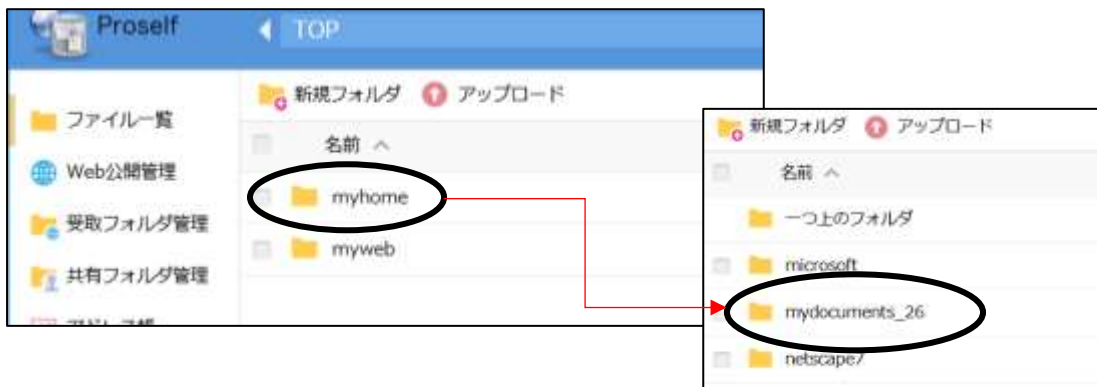 Proself
TOP
ファイル一覧
Web公開管理
受取フォルダ管理
共有フォルダ管理
新規フォルダ アップロード
名前
myhome
myweb
新規フォルダ アップロード
名前
一つ上のフォルダ
microsoft
mydocuments_26
netscape7